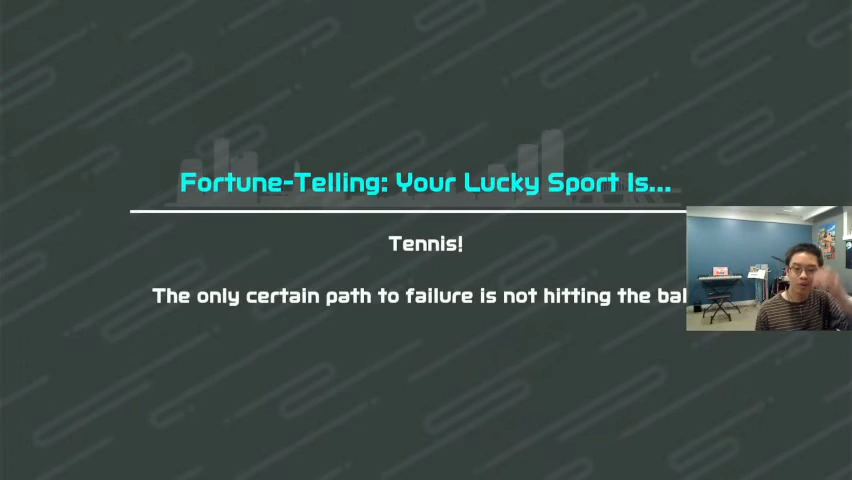 Fortune-Telling: Your Lucky Sport Is...
Tennis!
The only certain path to failure is not hitting the